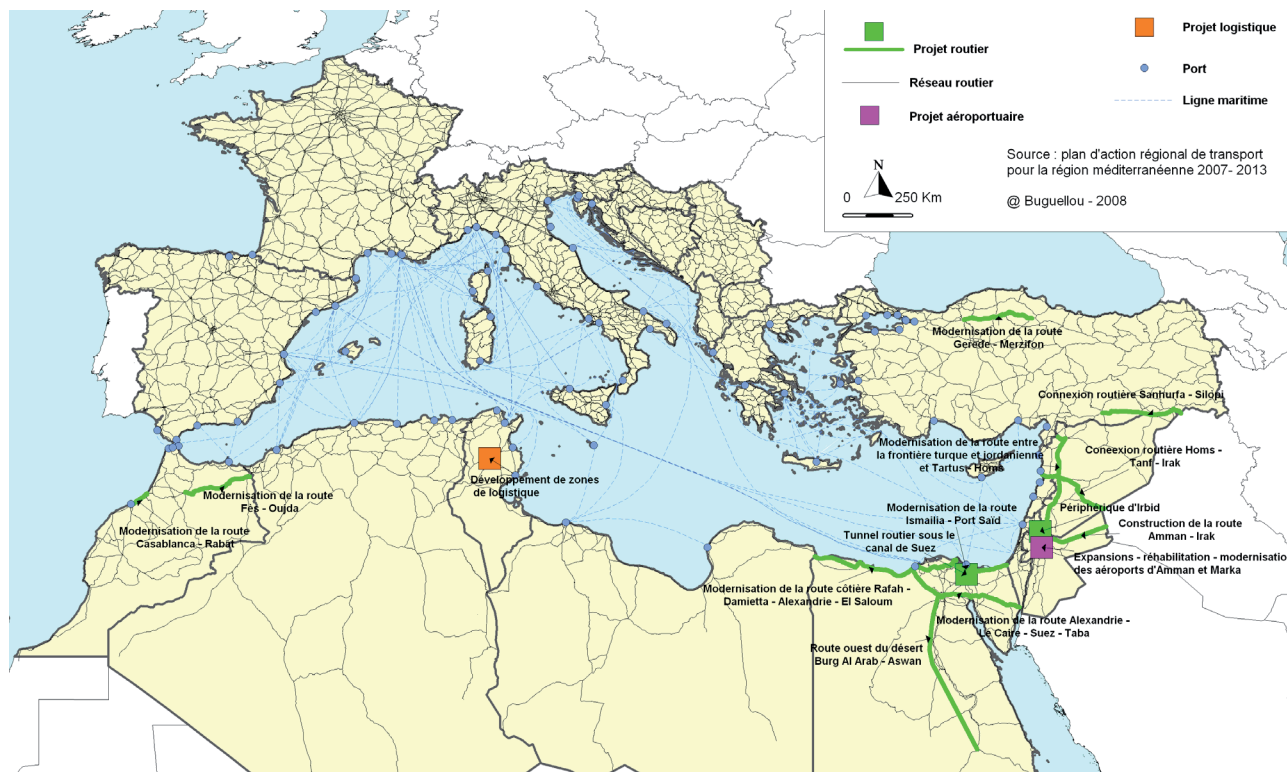 Projet routier
Réseau routier
Projet aéroportuaire
Projet logistique
Port
Ligne maritime
N
0 250 Km
Source : plan d'action régional de transport
pour la région méditerranéenne 2007- 2013
@ Buguellou - 2008
Modernisation de la route
Gerede - Merzifon
Connexion routière Sanhurfa - Silopi
Modernisation de la route entre
la frontière turque et jordanienne
et Tartus - Homs
Coneexion routière Homs -
Tanf - Irak
Développement de zones
de logistique
Modernisation de la route
Fès - Oujda
Modernisation de la route
Casablanca - Rabat
Modernisation de la route
Ismailia - Port Saïd
Périphérique d'Irbid
Construction de la route
Amman - Irak
Tunnel routier sous le
canal de Suez
Expansions - réhabilitation - modernisatio
des aéroports d'Amman et Marka
Modernisation de la route côtière Rafah -
Damietta - Alexandrie - El Saloum
Modernisation de la route Alexandrie -
Le Caire - Suez - Taba
Route ouest du désert
Burg Al Arab - Aswan